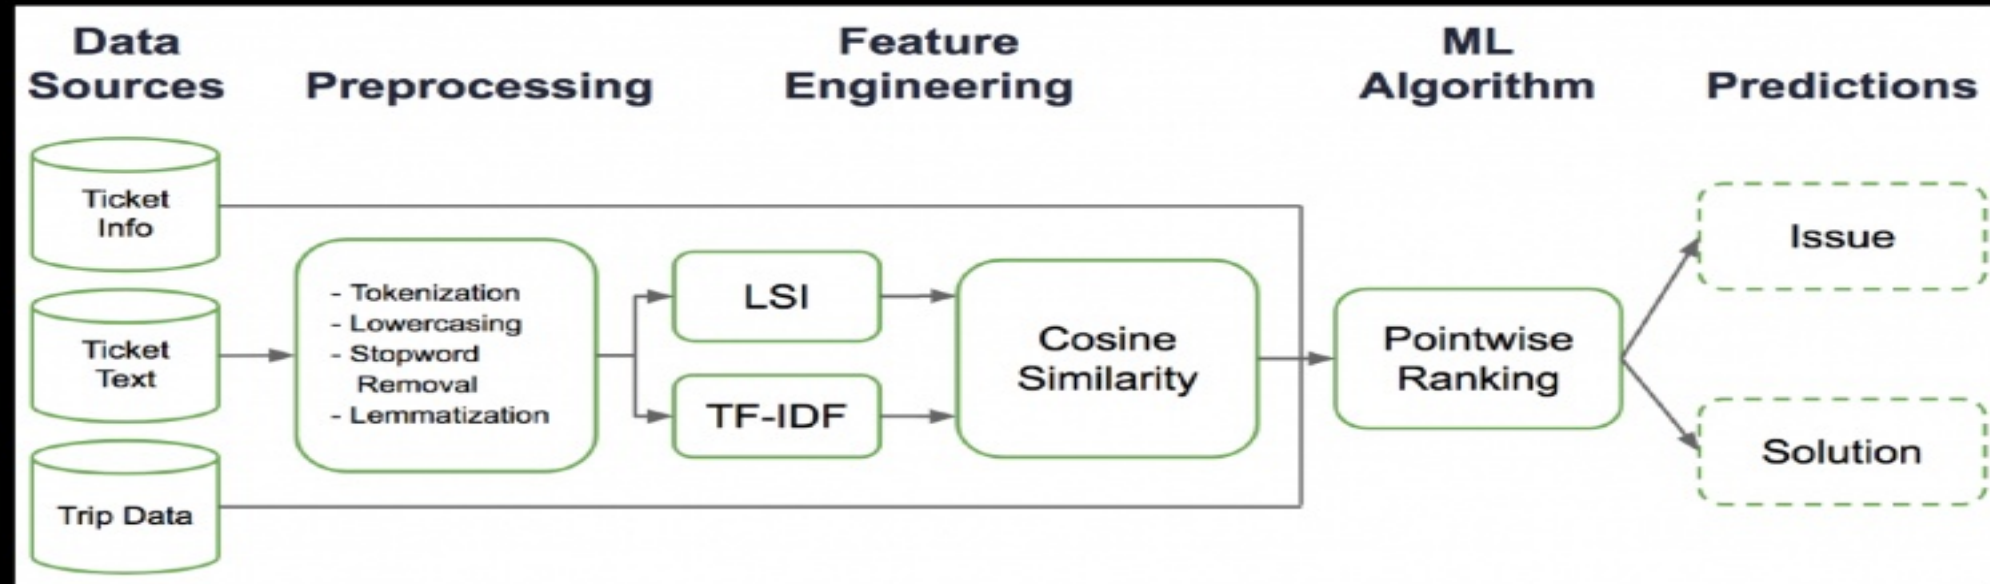 Data
Sources
Preprocessing
Feature
Engineering
ML
Algorithm
Predictions
Ticket
Info
Ticket
Text
Trip Data
- Tokenization
- Lowercasing
- Stopword
Removal
- Lemmatization
LSI
TF-IDF
Cosine
Similarity
Pointwise
Ranking
Issue
Solution